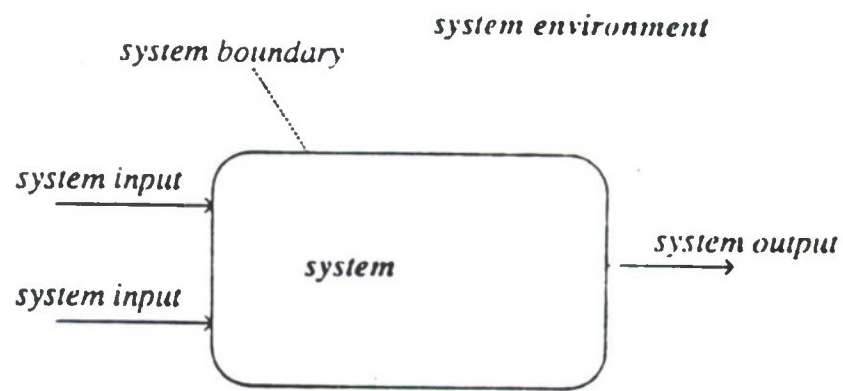 system environment
system boundary
system input
system output
system
system input